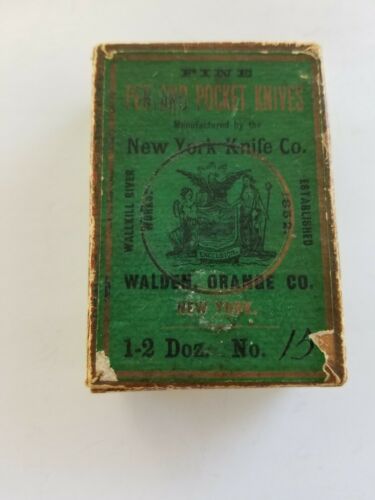 FINE
PEN AND POCKET KNIVES
Manufactured by the
New York Knife Co.
WALLKILL RIVER
WORKS.
ESTABLISHED
1852.
EXCELSIOR
WALDEN, ORANGE CO.
NEW YORK.
1-2 Doz. No. 15